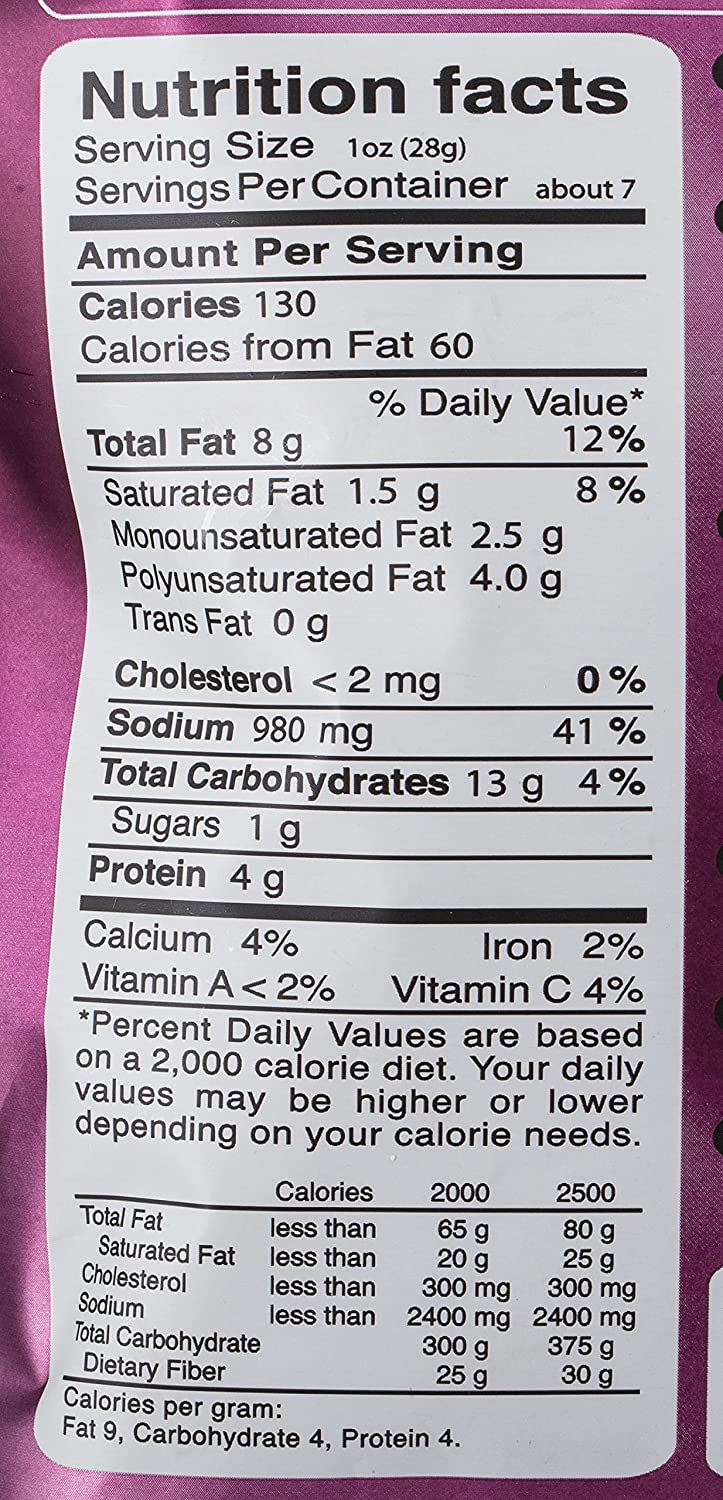 Nutrition facts
Serving Size 1oz (28g)
Servings Per Container about 7
Amount Per Serving
Calories 130
Calories from Fat 60
% Daily Value*
Total Fat 8 g 12%
Saturated Fat 1.5 g 8 %
Monounsaturated Fat 2.5 g
Polyunsaturated Fat 4.0 g
Trans Fat 0 g
Cholesterol < 2 mg 0 %
Sodium 980 mg 41 %
Total Carbohydrates 13 g 4 %
Sugars 1 g
Protein 4 g
Calcium 4% Iron 2%
Vitamin A < 2% Vitamin C 4%
*Percent Daily Values are based
on a 2,000 calorie diet. Your daily
values may be higher or lower
depending on your calorie needs.
Calories 2000 2500
Total Fat less than 65 g 80 g
Saturated Fat less than 20 g 25 g
Cholesterol less than 300 mg 300 mg
Sodium less than 2400 mg 2400 mg
Total Carbohydrate 300 g 375 g
Dietary Fiber 25 g 30 g
Calories per gram:
Fat 9, Carbohydrate 4, Protein 4.